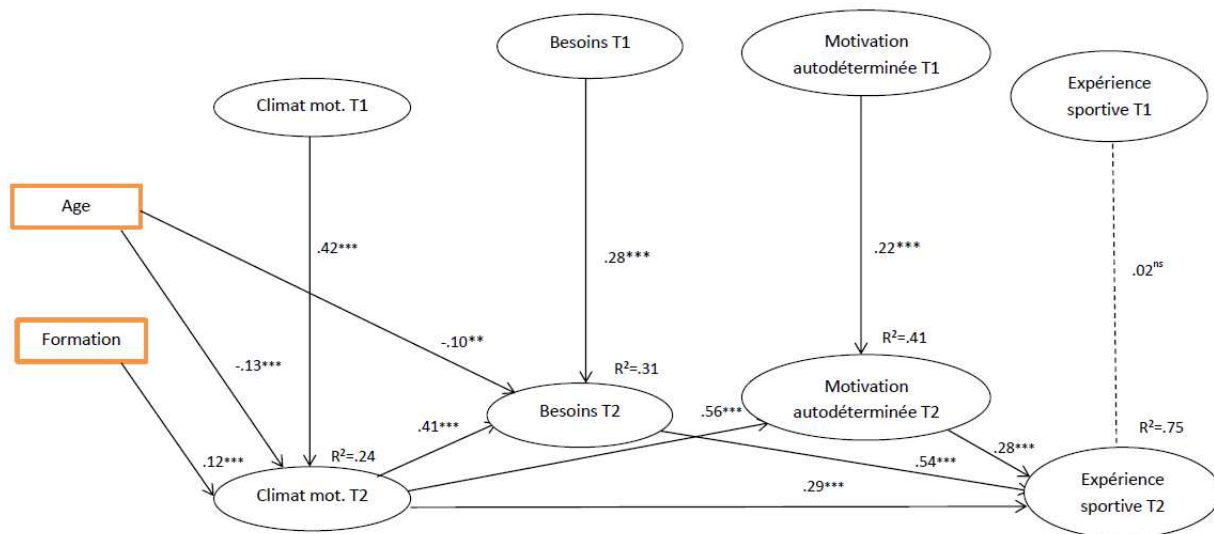 Besoins T1
Motivation
autodéterminée T1
Climat mot. T1
Expérience
sportive T1
Age
.42***
.28***
.22***
.02ns
Formation
-.13***
-.10**
R²=.31
R²=.41
Besoins T2
Motivation
autodéterminée T2
.41***
.56***
R²=.24
.28***
R²=.75
.12***
.54***
Climat mot. T2
.29***
Expérience
sportive T2